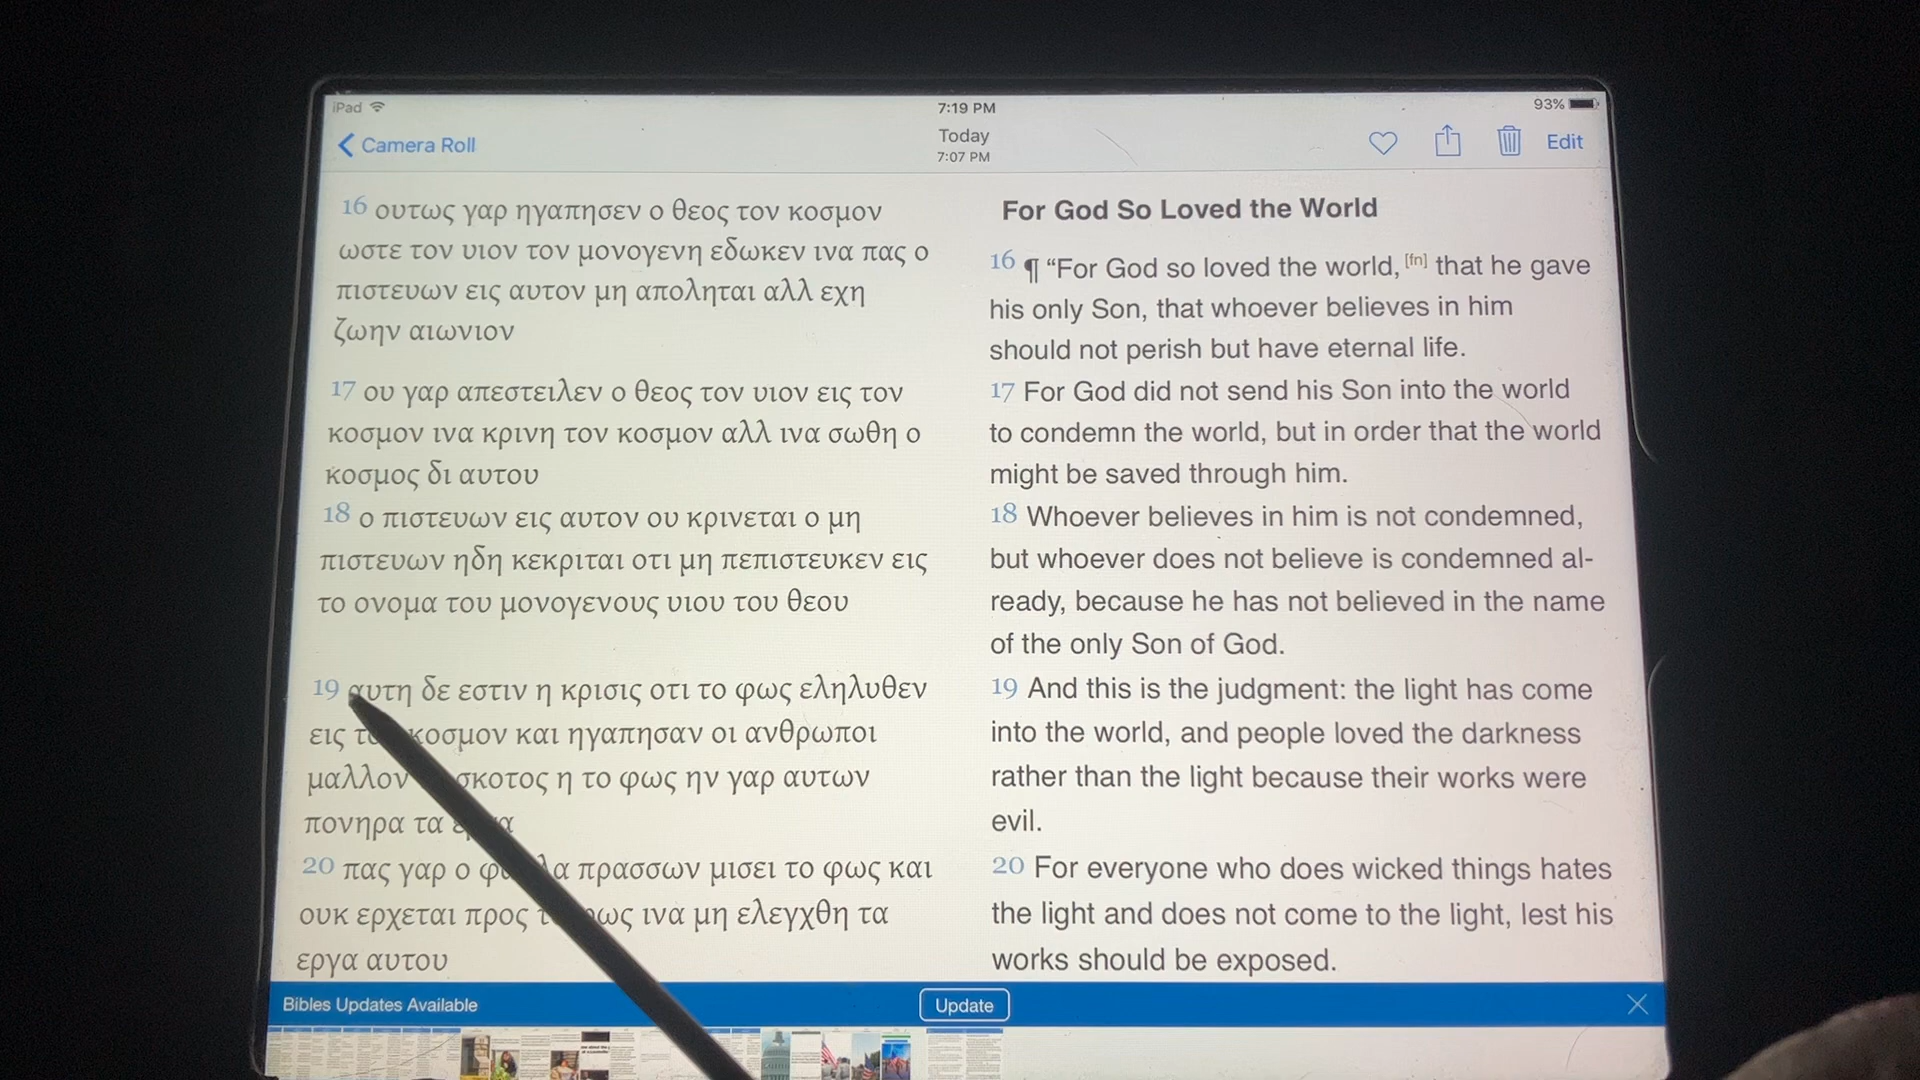 iPad
7:19 PM
93%
Camera Roll
Today
7:07 PM
Edit
16 ουτως γαρ ηγαπησεν ο θεος τον κοσμον
ωστε τον υιον τον μονογενη εδωκεν ινα πας ο
πιστευων εις αυτον μη αποληται αλλ εχη
ζωην αιωνιον
17 ου γαρ απεστειλεν ο θεος τον υιον εις τον
κοσμον ινα κρινη τον κοσμον αλλ ινα σωθη ο
κοσμος δι αυτου
18 ο πιστευων εις αυτον ου κρινεται ο μη
πιστευων ηδη κεκριται οτι μη πεπιστευκεν εις
το ονομα του μονογενους υιου του θεου
19 αυτη δε εστιν η κρισις οτι το φως εληλυθεν
εις κοσμον και ηγαπησαν οι ανθρωποι
μαλλον σκοτος η το φως ην γαρ αυτων
πονηρα τα
20 πας γαρ ο πρασσων μισει το φως και
ουκ ερχεται προς ινα μη ελεγχθη τα
εργα αυτου
For God So Loved the World
16 ¶ “For God so loved the world, [fn] that he gave
his only Son, that whoever believes in him
should not perish but have eternal life.
17 For God did not send his Son into the world
to condemn the world, but in order that the world
might be saved through him.
18 Whoever believes in him is not condemned,
but whoever does not believe is condemned al-
ready, because he has not believed in the name
of the only Son of God.
19 And this is the judgment: the light has come
into the world, and people loved the darkness
rather than the light because their works were
evil.
20 For everyone who does wicked things hates
the light and does not come to the light, lest his
works should be exposed.
Bibles Updates Available
Update